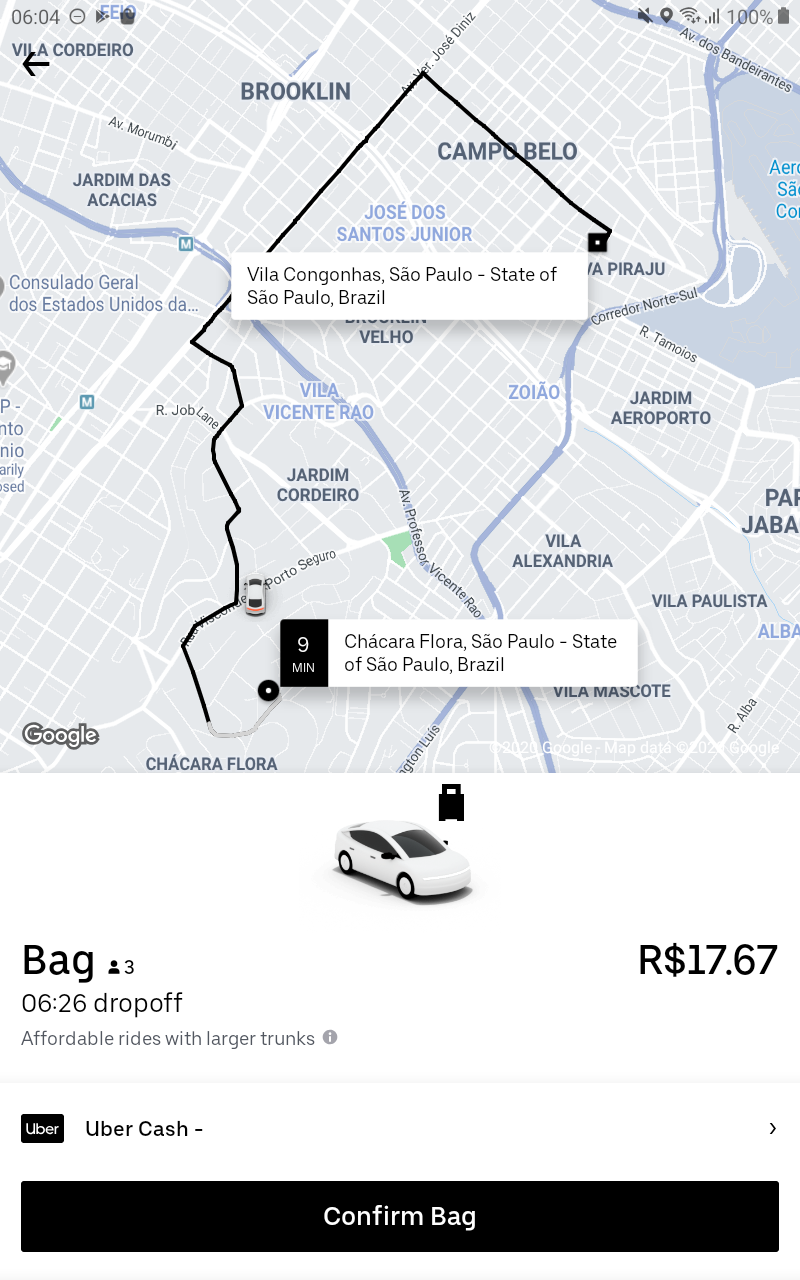 06:04
100%
FEIO
VILA CORDEIRO
Av. Ver. José Diniz
Av. dos Bandeirantes
BROOKLIN
Av. Morumbi
CAMPO BELO
JARDIM DAS
ACACIAS
JOSÉ DOS
SANTOS JUNIOR
M
Consulado Geral
dos Estados Unidos da...
Vila Congonhas, São Paulo - State of
São Paulo, Brazil
VA PIRAJU
Corredor Norte-Sul
BROOKLIN
VELHO
R. Tamoios
VILA
VICENTE RAO
ZOIÃO
M
R. Job Lane
JARDIM
AEROPORTO
JARDIM
CORDEIRO
Av. Professor Vicente Rao
VILA
ALEXANDRIA
Porto Seguro
VILA PAULISTA
9
MIN
Chácara Flora, São Paulo - State
of São Paulo, Brazil
VILA MASCOTE
R. Alba
Google
©2020 Google - Map data ©2020 Google
CHÁCARA FLORA
Bag 3
R$17.67
06:26 dropoff
Affordable rides with larger trunks
Uber
Uber Cash -
Confirm Bag